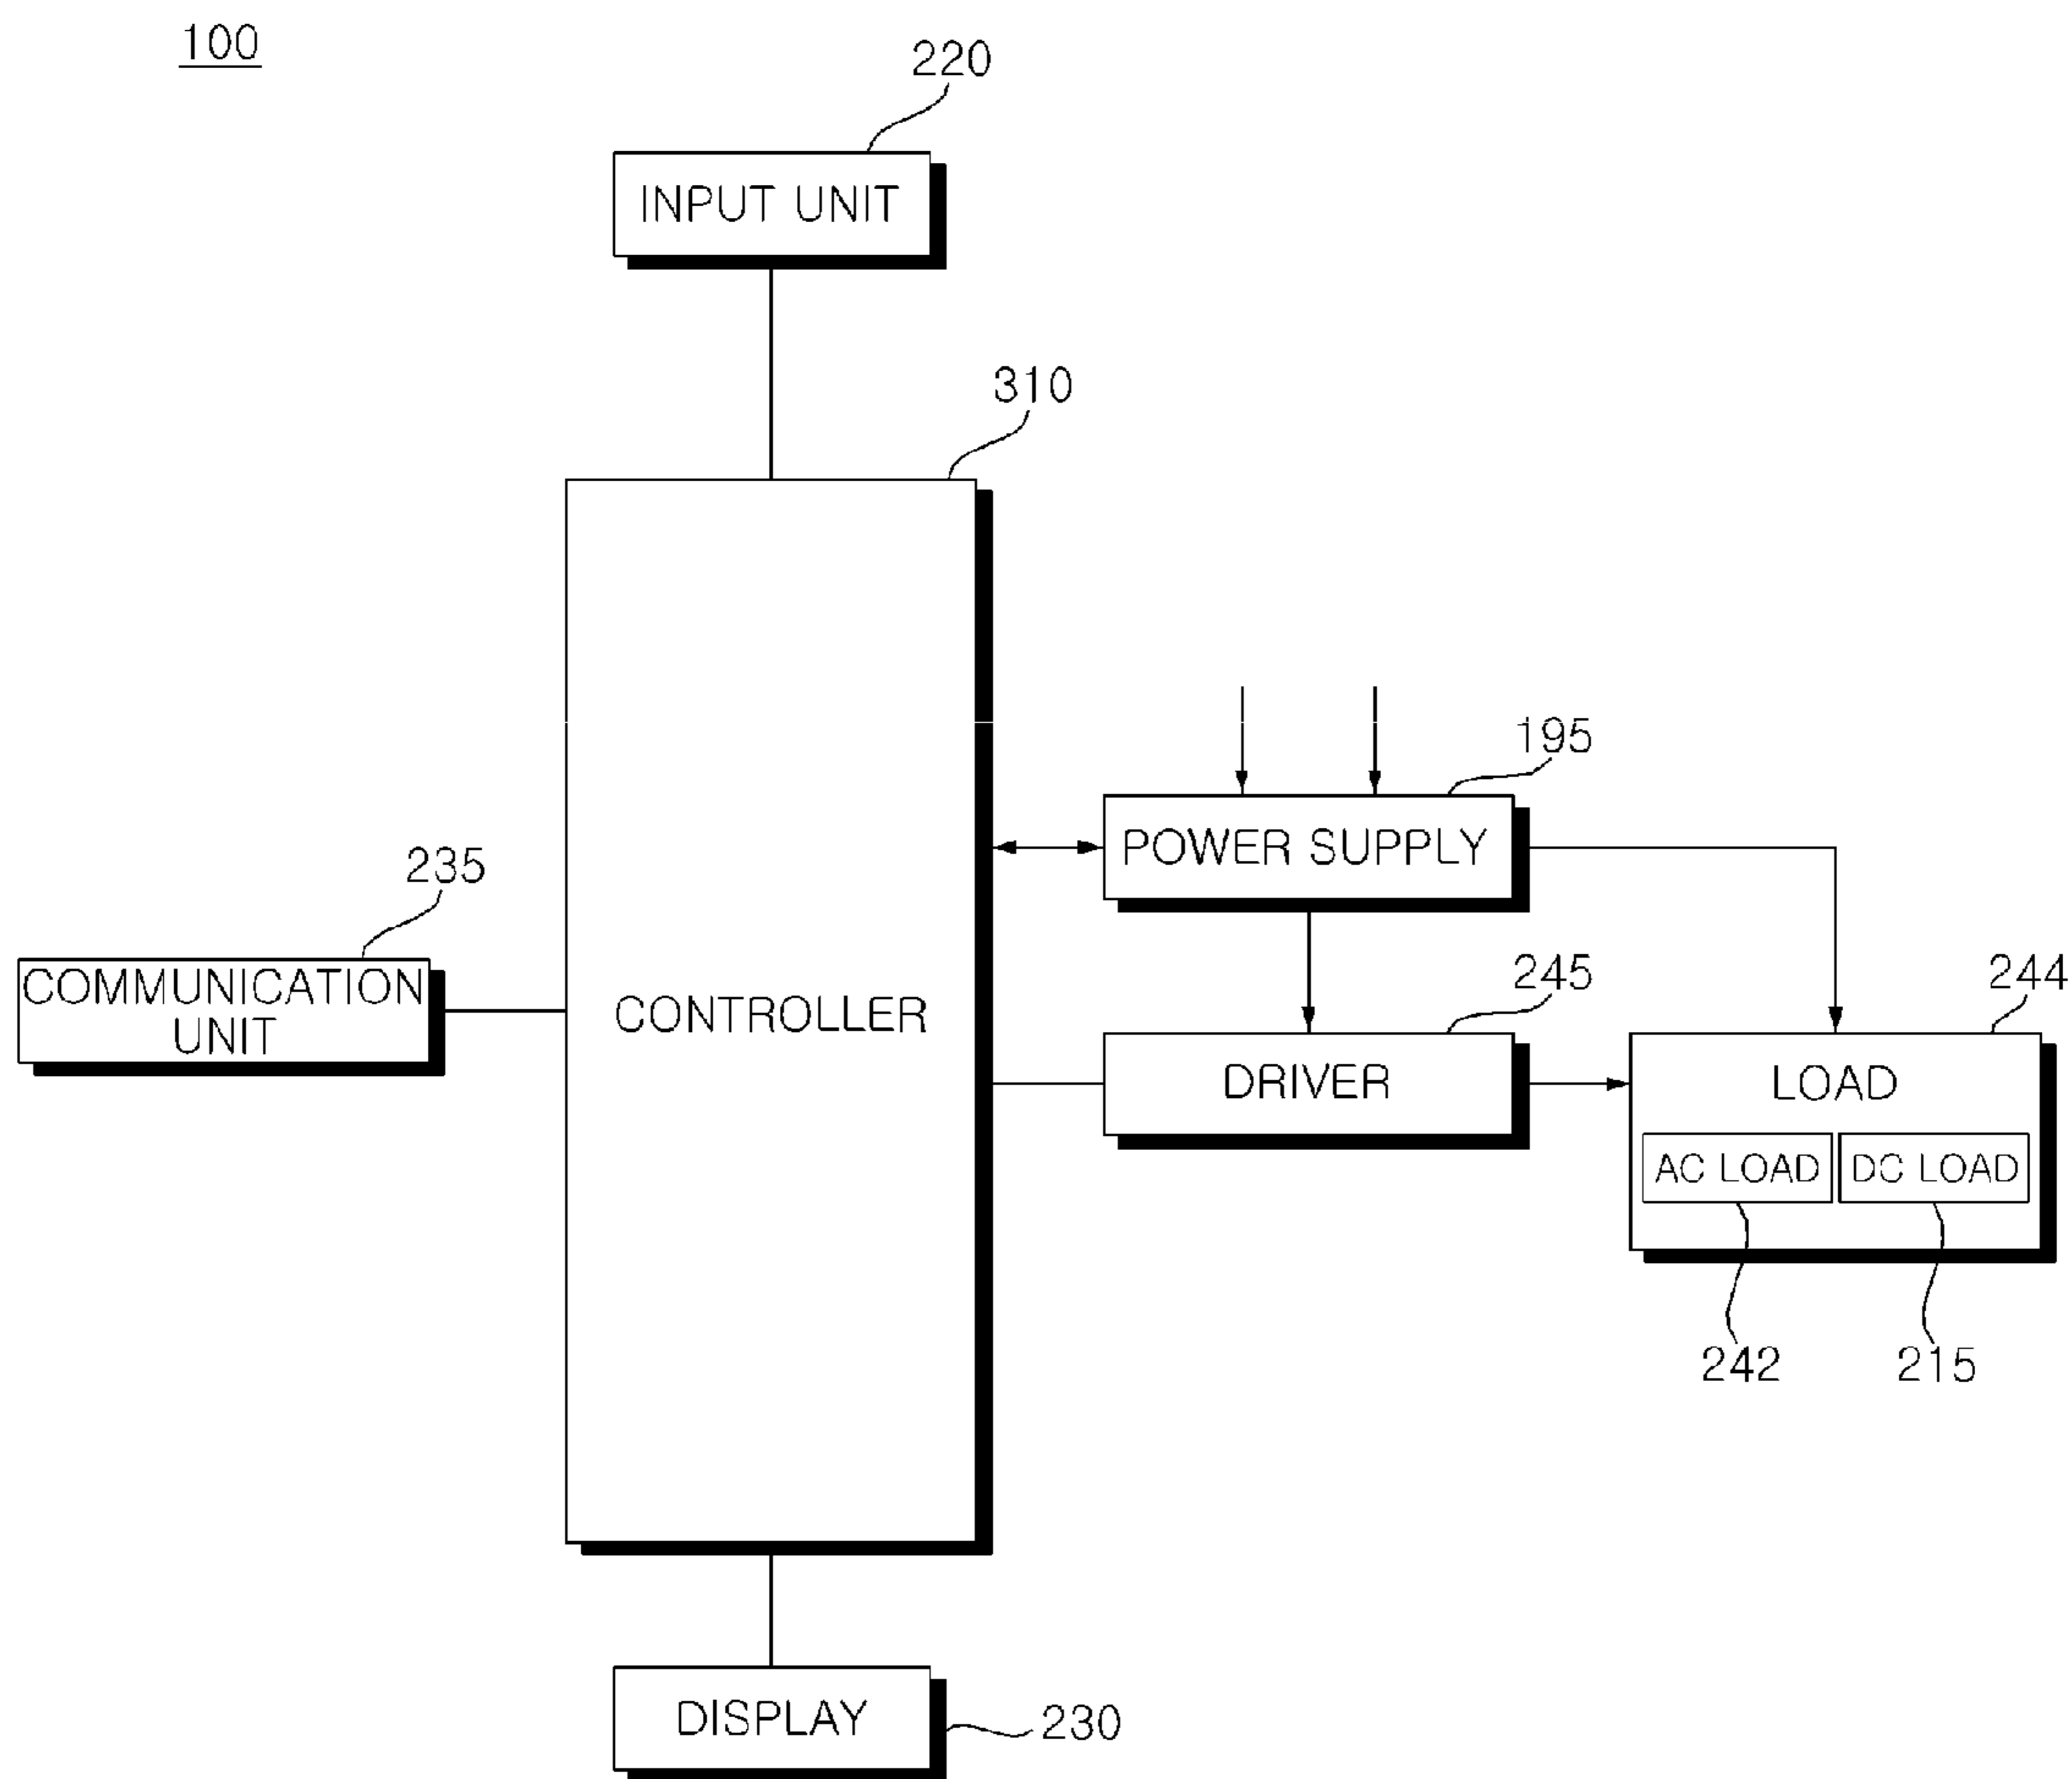 100
220
INPUT UNIT
310
195
POWER SUPPLY
235
COMMUNICATION
UNIT
CONTROLLER
245
DRIVER
244
LOAD
AC LOAD
DC LOAD
242
215
DISPLAY
230